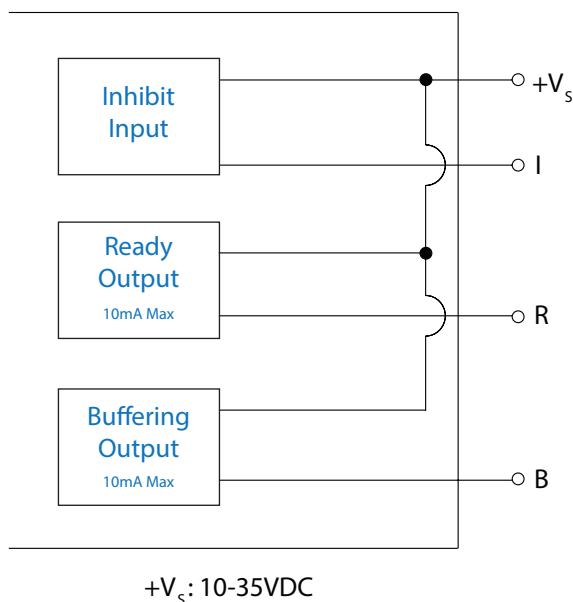 Inhibit
Input
+Vs
I
Ready
Output
10mA Max
R
Buffering
Output
10mA Max
B
+Vs: 10-35VDC